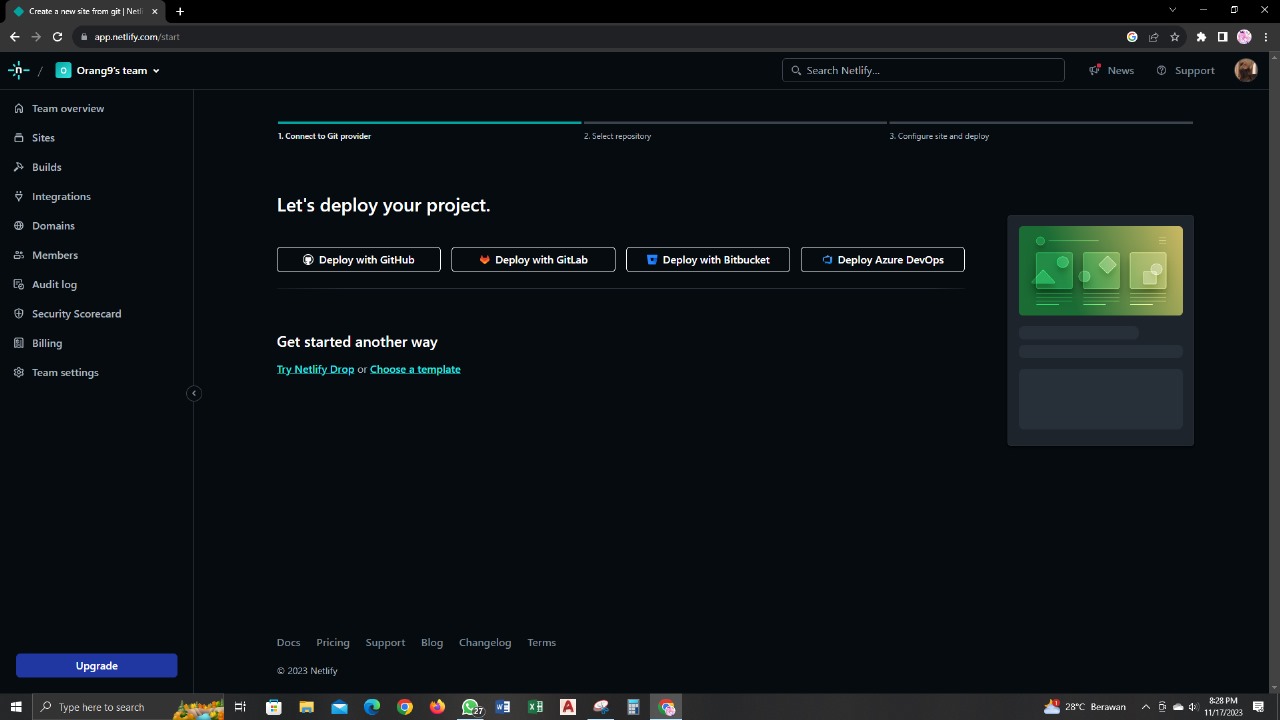 Create a new site from git | Netli
app.netlify.com/start
Orang9's team
Search Netlify...
News
Support
Team overview
Sites
Builds
Integrations
Domains
Members
Audit log
Security Scorecard
Billing
Team settings
Upgrade
1. Connect to Git provider
2. Select repository
3. Configure site and deploy
Let's deploy your project.
Deploy with GitHub
Deploy with GitLab
Deploy with Bitbucket
Deploy Azure DevOps
Get started another way
Try Netlify Drop or Choose a template
Docs
Pricing
Support
Blog
Changelog
Terms
© 2023 Netlify
Type here to search
27
28°C Berawan
8:28 PM
11/17/2023